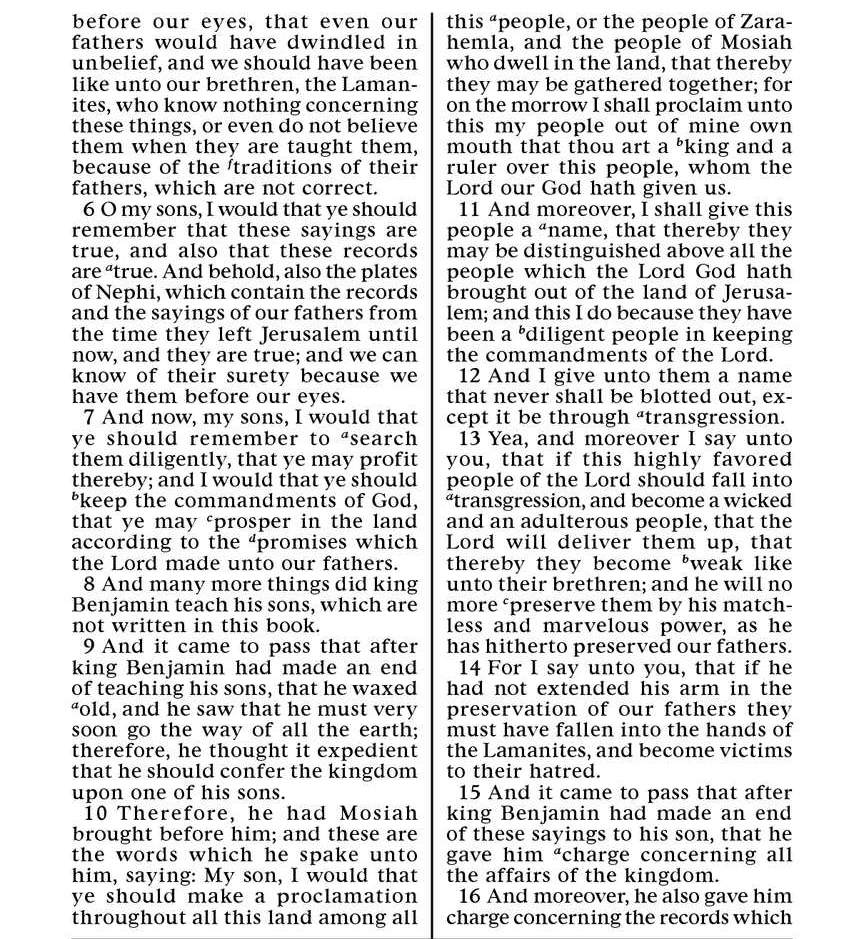 before our eyes, that even our
fathers would have dwindled in
unbelief, and we should have been
like unto our brethren, the Laman-
ites, who know nothing concerning
these things, or even do not believe
them when they are taught them,
because of the ᶠtraditions of their
fathers, which are not correct.
6 O my sons, I would that ye should
remember that these sayings are
true, and also that these records
are ᵃtrue. And behold, also the plates
of Nephi, which contain the records
and the sayings of our fathers from
the time they left Jerusalem until
now, and they are true; and we can
know of their surety because we
have them before our eyes.
7 And now, my sons, I would that
ye should remember to ᵃsearch
them diligently, that ye may profit
thereby; and I would that ye should
ᵇkeep the commandments of God,
that ye may ᶜprosper in the land
according to the ᵈpromises which
the Lord made unto our fathers.
8 And many more things did king
Benjamin teach his sons, which are
not written in this book.
9 And it came to pass that after
king Benjamin had made an end
of teaching his sons, that he waxed
ᵃold, and he saw that he must very
soon go the way of all the earth;
therefore, he thought it expedient
that he should confer the kingdom
upon one of his sons.
10 Therefore, he had Mosiah
brought before him; and these are
the words which he spake unto
him, saying: My son, I would that
ye should make a proclamation
throughout all this land among all
this ᵃpeople, or the people of Zara-
hemla, and the people of Mosiah
who dwell in the land, that thereby
they may be gathered together; for
on the morrow I shall proclaim unto
this my people out of mine own
mouth that thou art a ᵇking and a
ruler over this people, whom the
Lord our God hath given us.
11 And moreover, I shall give this
people a ᵃname, that thereby they
may be distinguished above all the
people which the Lord God hath
brought out of the land of Jerusa-
lem; and this I do because they have
been a ᵇdiligent people in keeping
the commandments of the Lord.
12 And I give unto them a name
that never shall be blotted out, ex-
cept it be through ᵃtransgression.
13 Yea, and moreover I say unto
you, that if this highly favored
people of the Lord should fall into
ᵃtransgression, and become a wicked
and an adulterous people, that the
Lord will deliver them up, that
thereby they become ᵇweak like
unto their brethren; and he will no
more ᶜpreserve them by his match-
less and marvelous power, as he
has hitherto preserved our fathers.
14 For I say unto you, that if he
had not extended his arm in the
preservation of our fathers they
must have fallen into the hands of
the Lamanites, and become victims
to their hatred.
15 And it came to pass that after
king Benjamin had made an end
of these sayings to his son, that he
gave him ᵃcharge concerning all
the affairs of the kingdom.
16 And moreover, he also gave him
charge concerning the records which